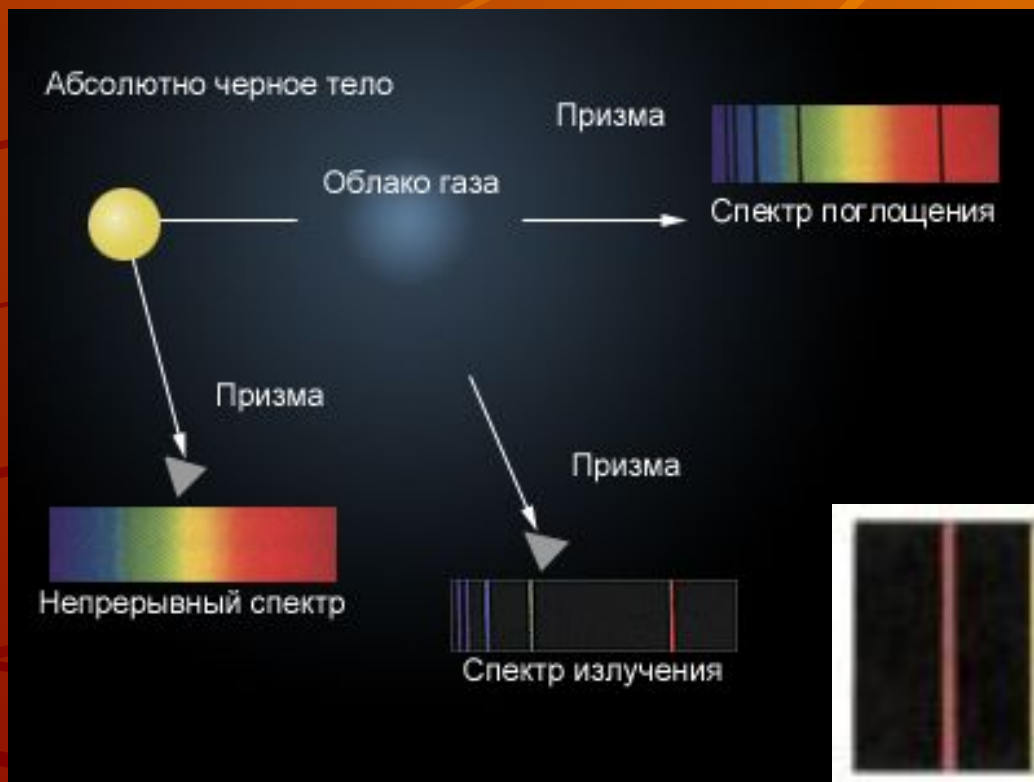 Абсолютно черное тело
Призма
Облако газа
Спектр поглощения
Призма
Непрерывный спектр
Призма
Спектр излучения